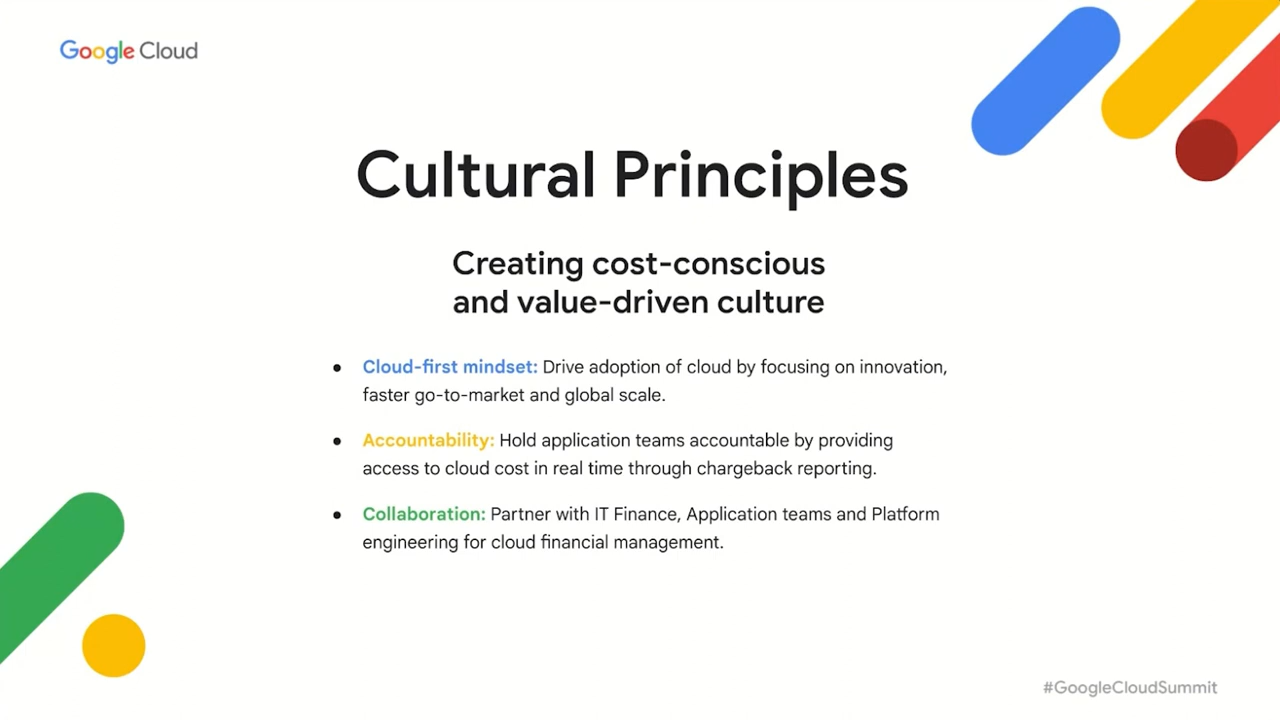 Google Cloud
Cultural Principles
Creating cost-conscious
and value-driven culture
● Cloud-first mindset: Drive adoption of cloud by focusing on innovation,
faster go-to-market and global scale.
● Accountability: Hold application teams accountable by providing
access to cloud cost in real time through chargeback reporting.
● Collaboration: Partner with IT Finance, Application teams and Platform
engineering for cloud financial management.
#GoogleCloudSummit